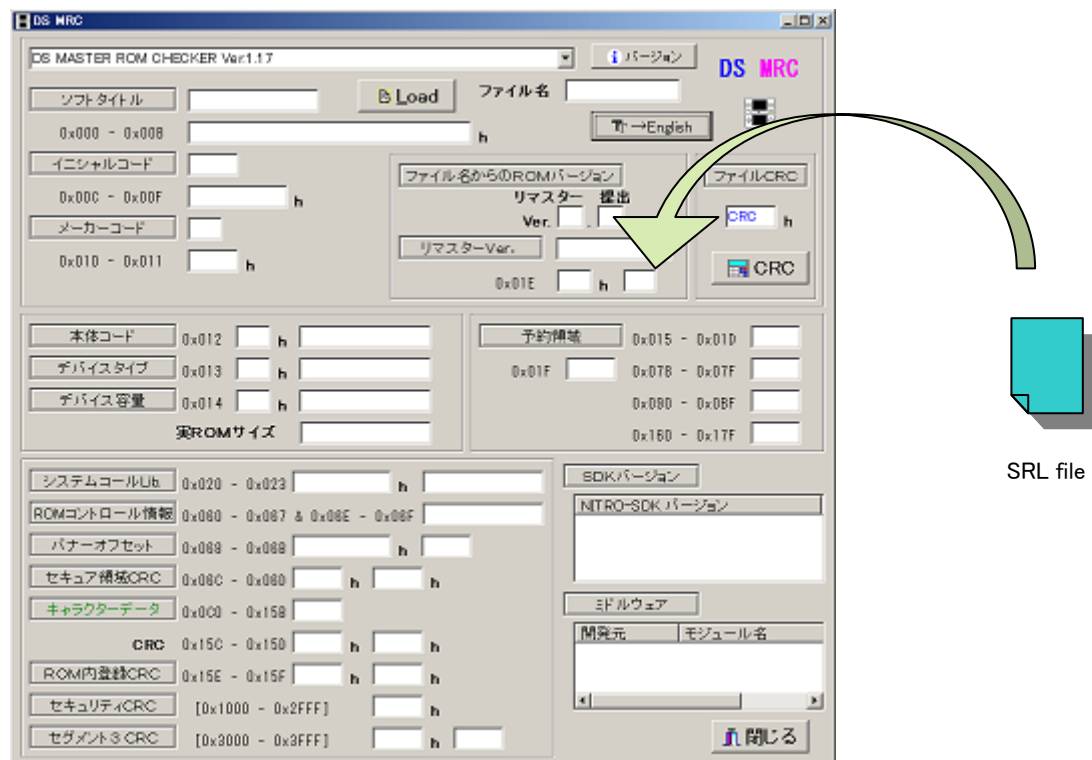 DS MRC
DS MASTER ROM CHECKER Ver.1.17
バージョン
DS MRC
ソフトタイトル
Load
ファイル名
0x000 - 0x00B
h
Tr→English
イニシャルコード
0x00C - 0x00F
h
メーカーコード
0x010 - 0x011
h
ファイル名からのROMバージョン
リマスター 提出
Ver. .
リマスターVer.
0x01E h
ファイルCRC
CRC h
CRC
本体コード 0x012 h
デバイスタイプ 0x013 h
デバイス容量 0x014 h
実ROMサイズ
予約領域 0x015 - 0x01D
0x01F 0x078 - 0x07F
0x090 - 0x0BF
0x160 - 0x17F
SRL file
システムコールLib. 0x020 - 0x023 h
ROMコントロール情報 0x060 - 0x067 & 0x06E - 0x06F
バナーオフセット 0x068 - 0x06B h
セキュア領域CRC 0x06C - 0x06D h h
キャラクターデータ 0x0C0 - 0x15B
CRC 0x15C - 0x15D h h
ROM内登録CRC 0x15E - 0x15F h h
セキュリティCRC [0x1000 - 0x2FFF] h
セグメント3 CRC [0x3000 - 0x3FFF] h
SDKバージョン
NITRO-SDK バージョン
ミドルウェア
開発元 モジュール名
閉じる